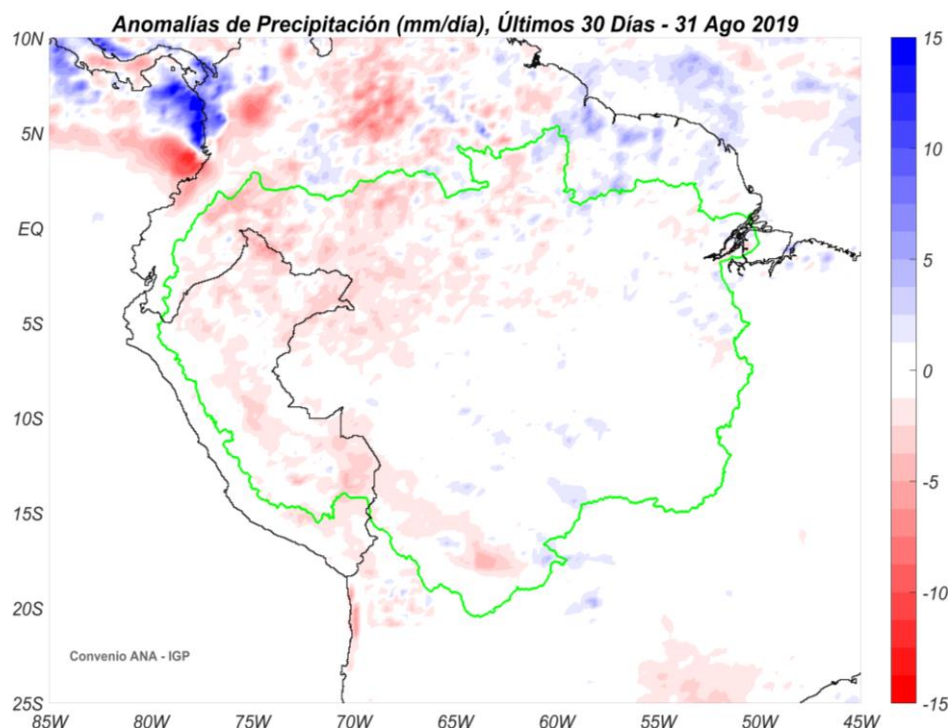 Anomalías de Precipitación (mm/día), Últimos 30 Días - 31 Ago 2019
10N
5N
EQ
5S
10S
15S
20S
25S
85W 80W 75W 70W 65W 60W 55W 50W 45W
15
10
5
0
-5
-10
-15
Convenio ANA - IGP